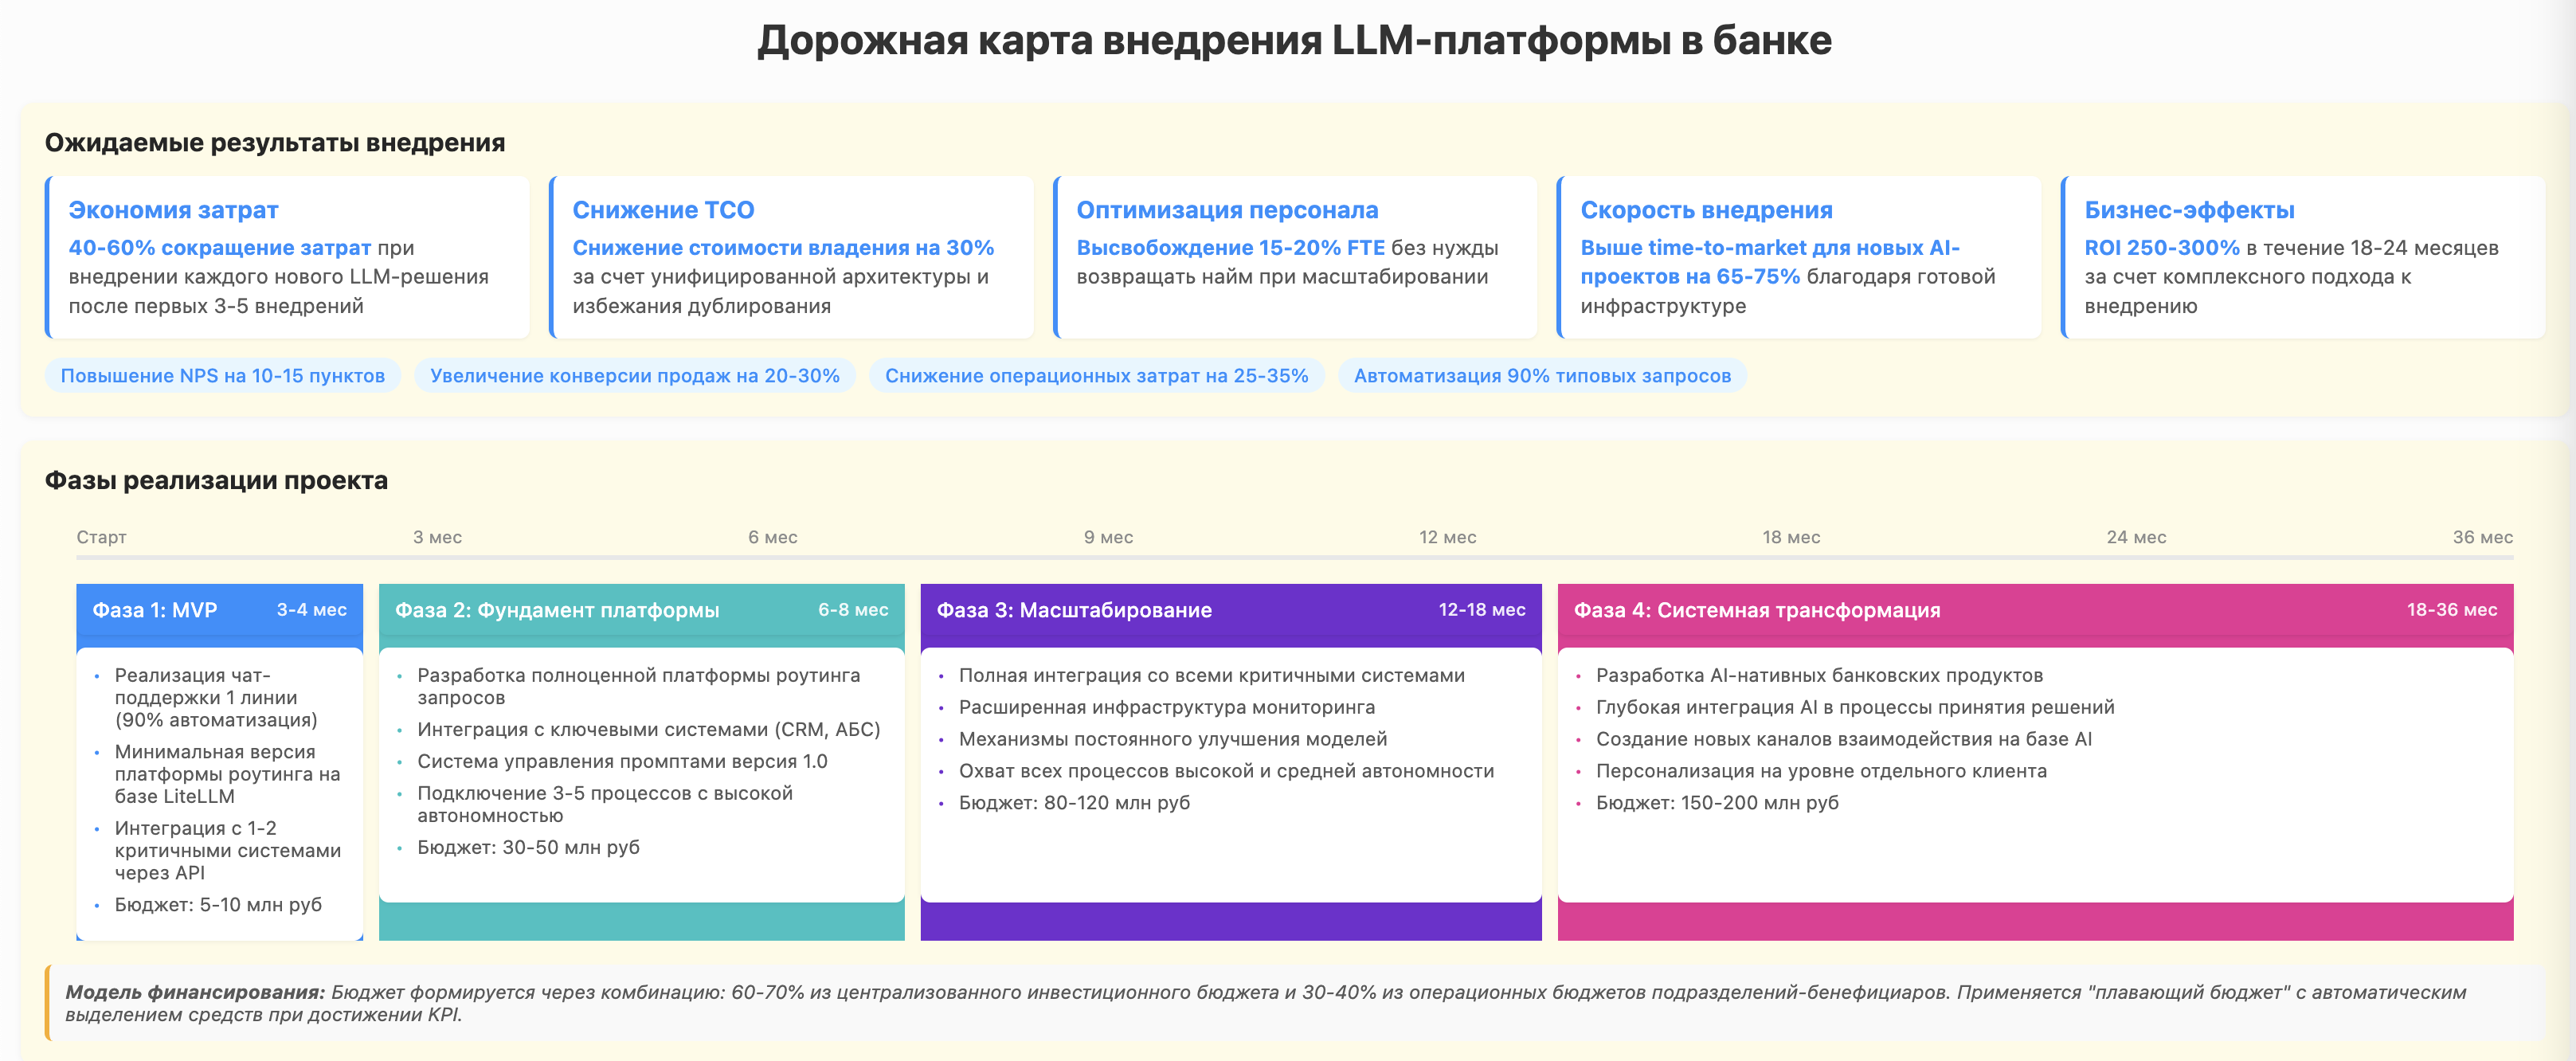 Дорожная карта внедрения LLM-платформы в банке
Ожидаемые результаты внедрения
Экономия затрат
40-60% сокращение затрат при
внедрении каждого нового LLM-решения
после первых 3-5 внедрений
Снижение TCO
Снижение стоимости владения на 30%
за счет унифицированной архитектуры и
избежания дублирования
Оптимизация персонала
Высвобождение 15-20% FTE без нужды
возвращать найм при масштабировании
Скорость внедрения
Выше time-to-market для новых AI-
проектов на 65-75% благодаря готовой
инфраструктуре
Бизнес-эффекты
ROI 250-300% в течение 18-24 месяцев
за счет комплексного подхода к
внедрению
Повышение NPS на 10-15 пунктов
Увеличение конверсии продаж на 20-30%
Снижение операционных затрат на 25-35%
Автоматизация 90% типовых запросов
Фазы реализации проекта
Старт
3 мес
6 мес
9 мес
12 мес
18 мес
24 мес
36 мес
Фаза 1: MVP 3-4 мес
• Реализация чат-
поддержки 1 линии
(90% автоматизация)
• Минимальная версия
платформы роутинга на
базе LiteLLM
• Интеграция с 1-2
критичными системами
через API
• Бюджет: 5-10 млн руб
Фаза 2: Фундамент платформы 6-8 мес
• Разработка полноценной платформы роутинга
запросов
• Интеграция с ключевыми системами (CRM, АБС)
• Система управления промптами версия 1.0
• Подключение 3-5 процессов с высокой
автономностью
• Бюджет: 30-50 млн руб
Фаза 3: Масштабирование 12-18 мес
• Полная интеграция со всеми критичными системами
• Расширенная инфраструктура мониторинга
• Механизмы постоянного улучшения моделей
• Охват всех процессов высокой и средней автономности
• Бюджет: 80-120 млн руб
Фаза 4: Системная трансформация 18-36 мес
• Разработка AI-нативных банковских продуктов
• Глубокая интеграция AI в процессы принятия решений
• Создание новых каналов взаимодействия на базе AI
• Персонализация на уровне отдельного клиента
• Бюджет: 150-200 млн руб
Модель финансирования: Бюджет формируется через комбинацию: 60-70% из централизованного инвестиционного бюджета и 30-40% из операционных бюджетов подразделений-бенефициаров. Применяется "плавающий бюджет" с автоматическим
выделением средств при достижении KPI.